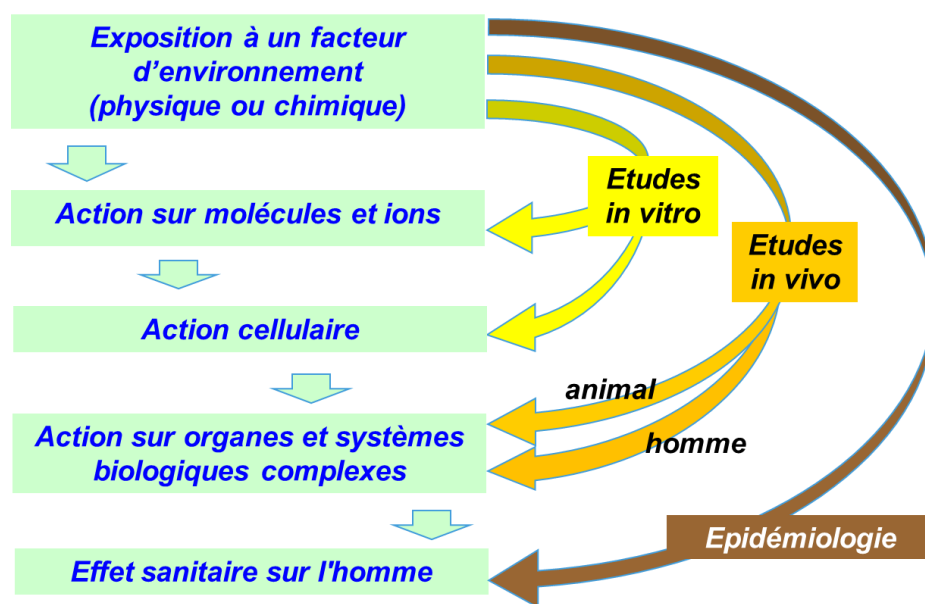 Exposition à un facteur
d’environnement
(physique ou chimique)
Action sur molécules et ions
Action cellulaire
Action sur organes et systèmes
biologiques complexes
Effet sanitaire sur l'homme
Etudes
in vitro
Etudes
in vivo
animal
homme
Epidémiologie